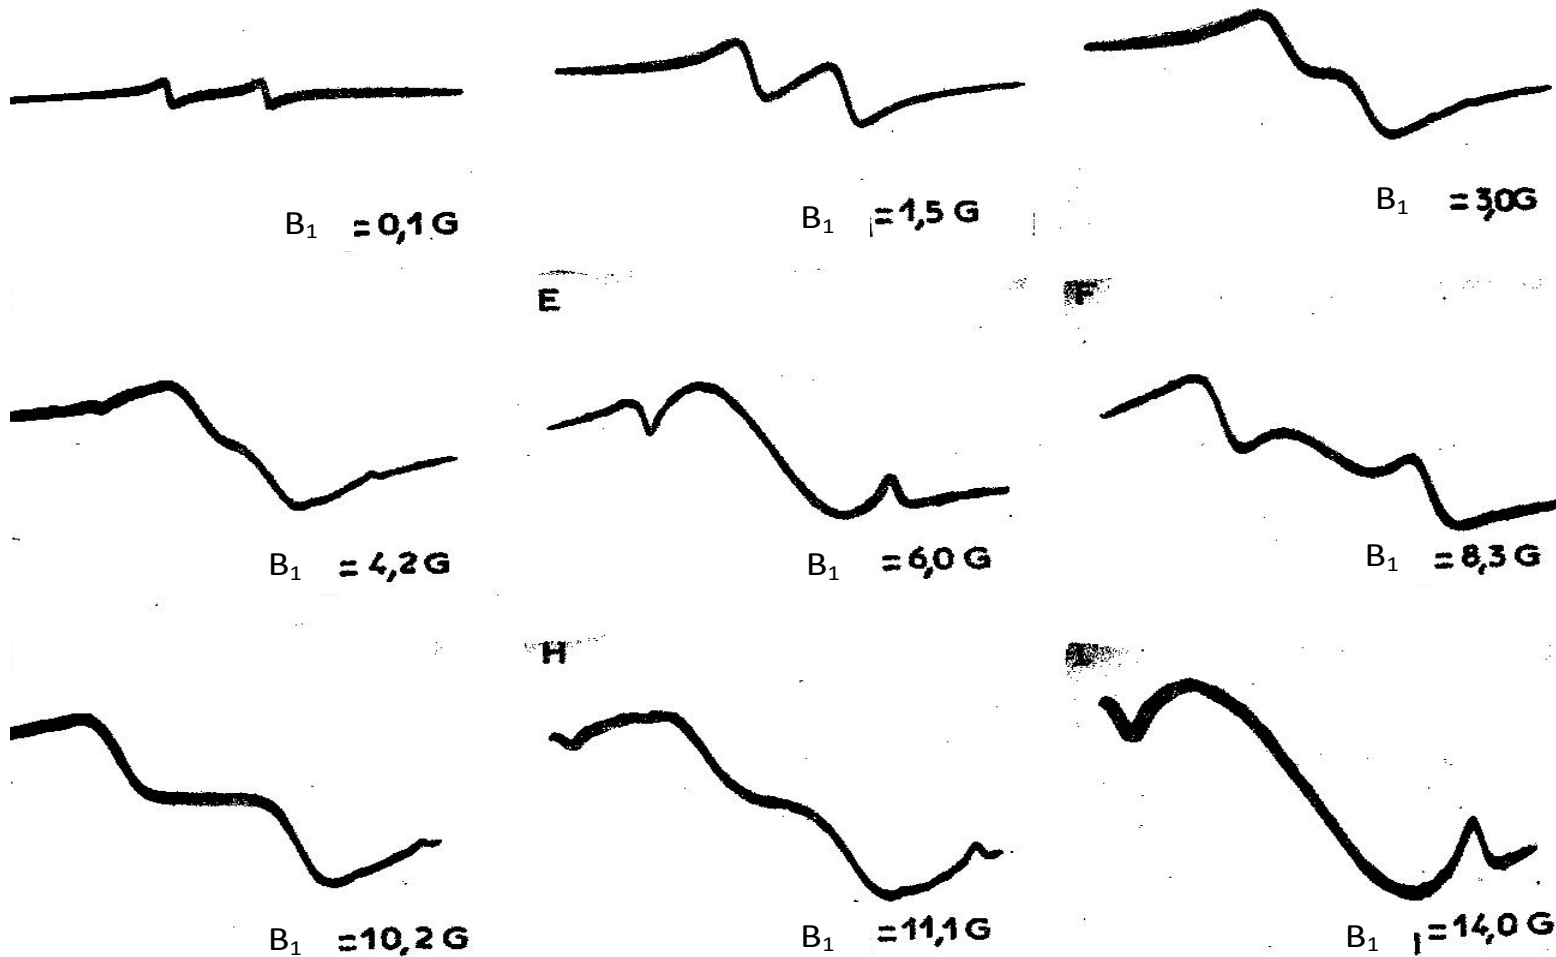 B₁ = 0,1 G
B₁ = 1,5 G
B₁ = 3,0G
E
F
B₁ = 4,2 G
B₁ = 6,0 G
B₁ = 8,3 G
H
I
B₁ = 10,2 G
B₁ = 11,1 G
B₁ = 14,0 G